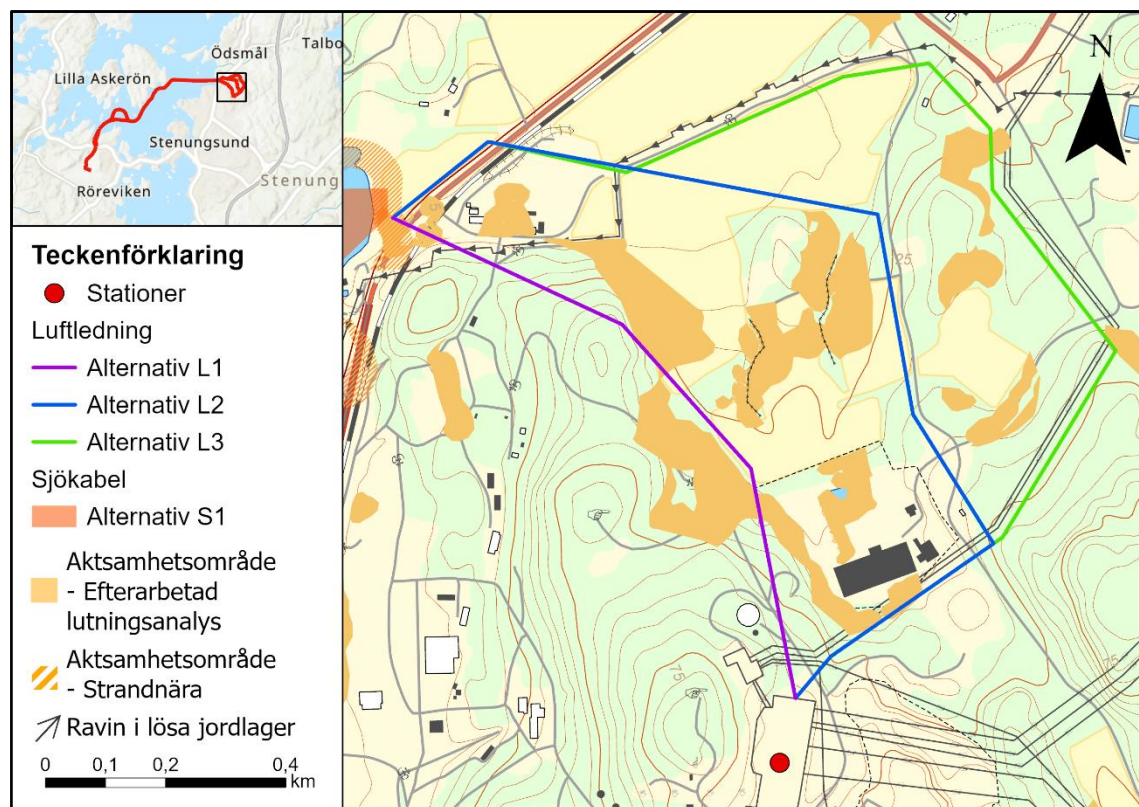 Ödsmål
Talbo
Lilla Askerön
Stenungsund
Stenung
Röreviken
Teckenförklaring
Stationer
Luftledning
Alternativ L1
Alternativ L2
Alternativ L3
Sjökabel
Alternativ S1
Aktsamhetsområde
- Efterarbetad
lutningsanalys
Aktsamhetsområde
- Strandnära
Ravin i lösa jordlager
0 0,1 0,2 0,4
km
N
25
75
75